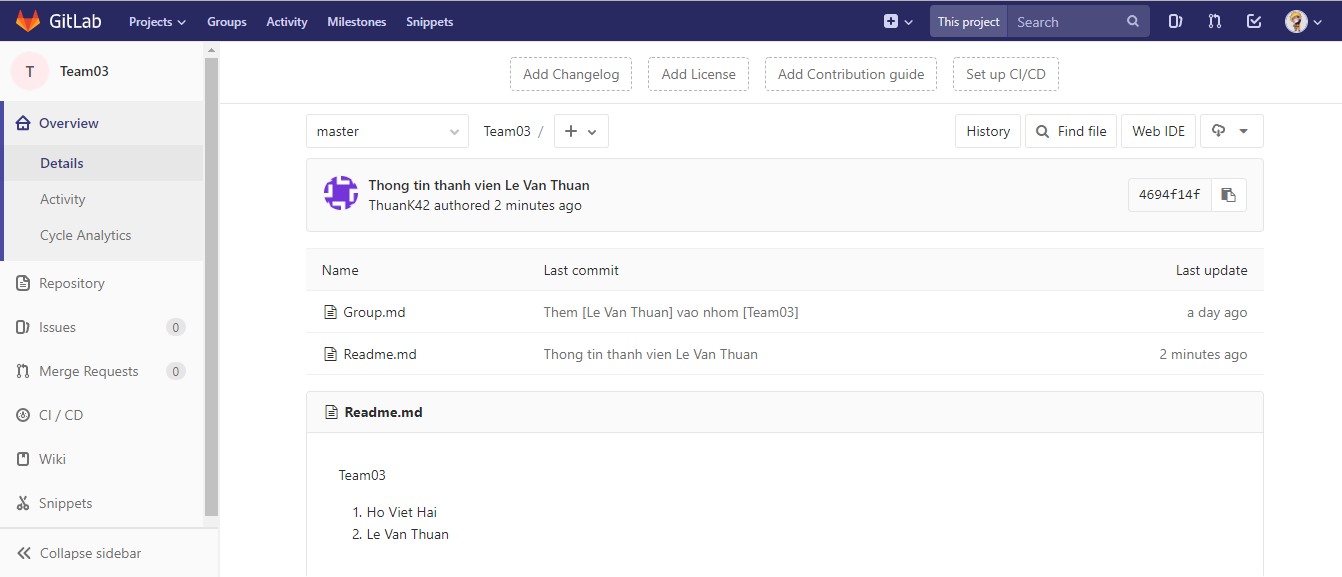 GitLab Projects Groups Activity Milestones Snippets This project Search
T Team03
Overview
Details
Activity
Cycle Analytics
Repository
Issues 0
Merge Requests 0
CI / CD
Wiki
Snippets
Collapse sidebar
Add Changelog Add License Add Contribution guide Set up CI/CD
master Team03 / History Find file Web IDE
Thong tin thanh vien Le Van Thuan
ThuanK42 authored 2 minutes ago
4694f14f
Name Last commit Last update
Group.md Them [Le Van Thuan] vao nhom [Team03] a day ago
Readme.md Thong tin thanh vien Le Van Thuan 2 minutes ago
Readme.md
Team03
1. Ho Viet Hai
2. Le Van Thuan